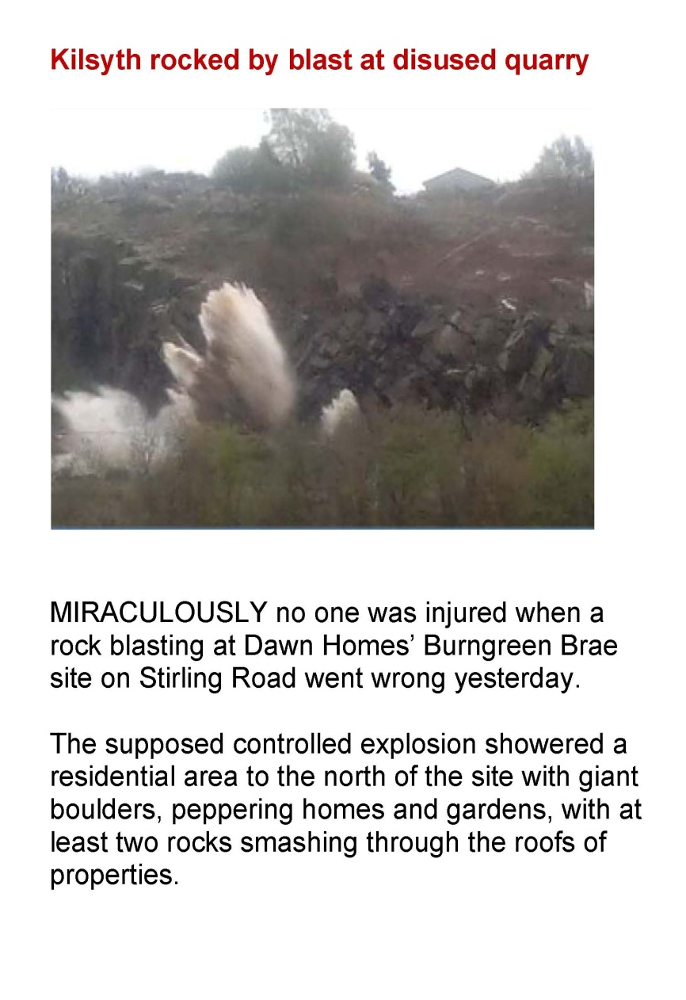 Kilsyth rocked by blast at disused quarry
MIRACULOUSLY no one was injured when a
rock blasting at Dawn Homes’ Burngreen Brae
site on Stirling Road went wrong yesterday.
The supposed controlled explosion showered a
residential area to the north of the site with giant
boulders, peppering homes and gardens, with at
least two rocks smashing through the roofs of
properties.